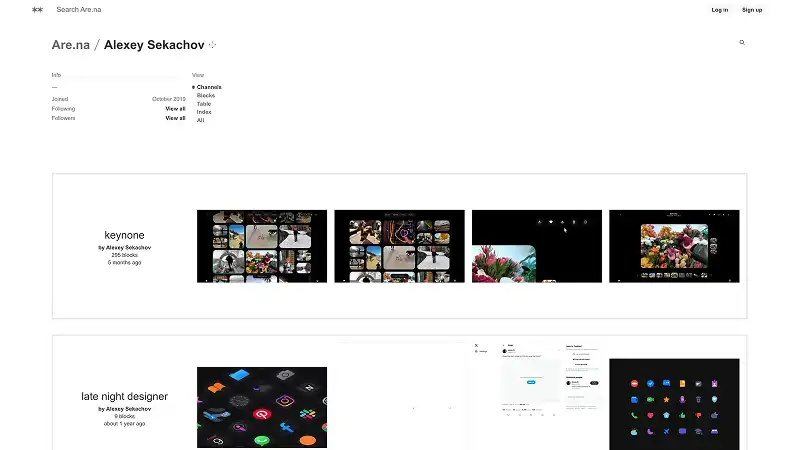 Search Are.na
Log in
Sign up
Are.na / Alexey Sekachov
Info
—
Joined October 2019
Following View all
Followers View all
View
Channels
Blocks
Table
Index
All
keynone
by Alexey Sekachov
295 blocks
5 months ago
late night designer
by Alexey Sekachov
9 blocks
about 1 year ago